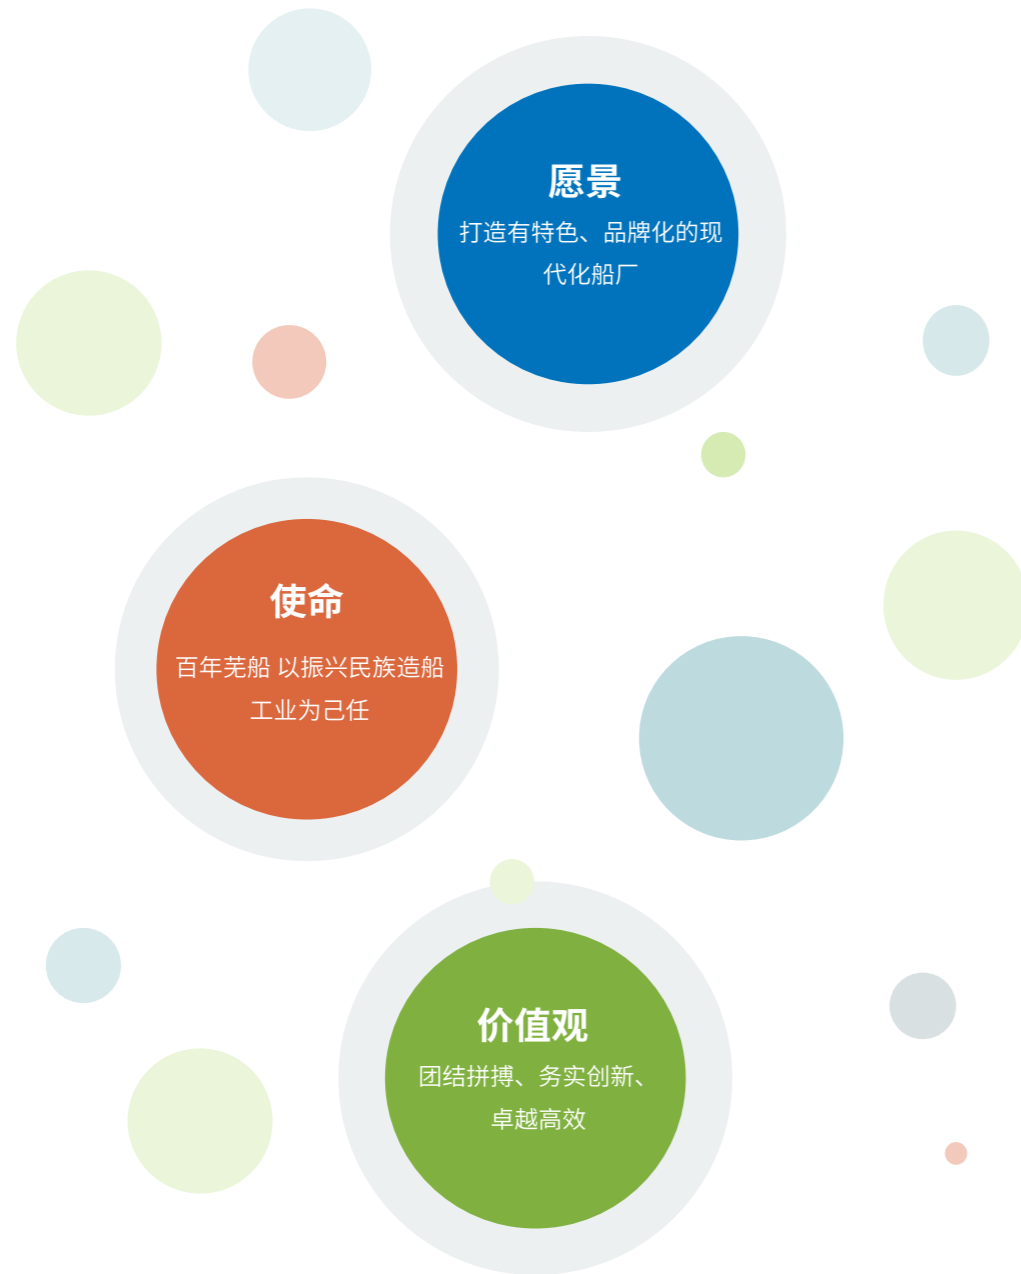 愿景
打造有特色、品牌化的现
代化船厂
使命
百年芜船 以振兴民族造船
工业为己任
价值观
团结拼搏、务实创新、
卓越高效